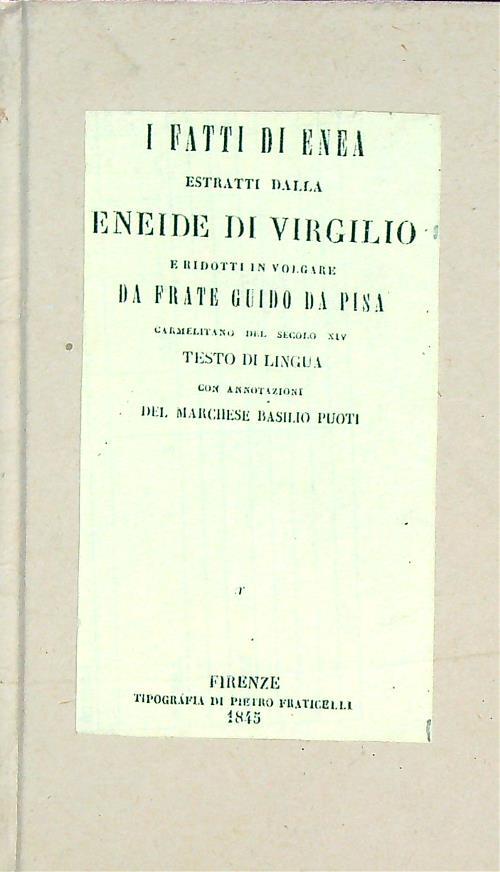 I FATTI DI ENEA
ESTRATTI DALLA
ENEIDE DI VIRGILIO
E RIDOTTI IN VOLGARE
DA FRATE GUIDO DA PISA
CARMELITANO DEL SECOLO XIV
TESTO DI LINGUA
CON ANNOTAZIONI
DEL MARCHESE BASILIO PUOTI
FIRENZE
TIPOGRAFIA DI PIETRO FRATICELLI
1845